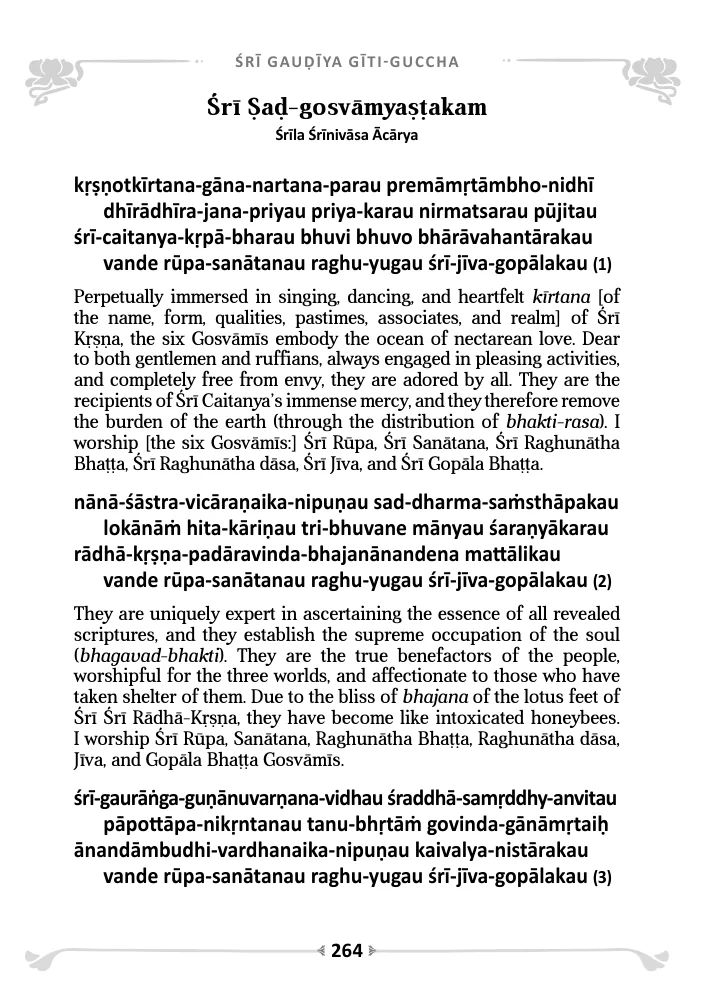 ŚRĪ GAUḌĪYA GĪTI-GUCCHA
Śrī Ṣaḍ-gosvāmyaṣṭakam
Śrīla Śrīnivāsa Ācārya
kṛṣṇotkīrtana-gāna-nartana-parau premāmṛtāmbho-nidhī
dhīrādhīra-jana-priyau priya-karau nirmatsarau pūjitau
śrī-caitanya-kṛpā-bharau bhuvi bhuvo bhārāvahantārakau
vande rūpa-sanātanau raghu-yugau śrī-jīva-gopālakau (1)
Perpetually immersed in singing, dancing, and heartfelt kīrtana [of
the name, form, qualities, pastimes, associates, and realm] of Śrī
Kṛṣṇa, the six Gosvāmīs embody the ocean of nectarean love. Dear
to both gentlemen and ruffians, always engaged in pleasing activities,
and completely free from envy, they are adored by all. They are the
recipients of Śrī Caitanya’s immense mercy, and they therefore remove
the burden of the earth (through the distribution of bhakti-rasa). I
worship [the six Gosvāmīs:] Śrī Rūpa, Śrī Sanātana, Śrī Raghunātha
Bhaṭṭa, Śrī Raghunātha dāsa, Śrī Jīva, and Śrī Gopāla Bhaṭṭa.
nānā-śāstra-vicāraṇaika-nipuṇau sad-dharma-saṁsthāpakau
lokānāṁ hita-kāriṇau tri-bhuvane mānyau śaraṇyākarau
rādhā-kṛṣṇa-padāravinda-bhajanānandena mattālikau
vande rūpa-sanātanau raghu-yugau śrī-jīva-gopālakau (2)
They are uniquely expert in ascertaining the essence of all revealed
scriptures, and they establish the supreme occupation of the soul
(bhagavad-bhakti). They are the true benefactors of the people,
worshipful for the three worlds, and affectionate to those who have
taken shelter of them. Due to the bliss of bhajana of the lotus feet of
Śrī Śrī Rādhā-Kṛṣṇa, they have become like intoxicated honeybees.
I worship Śrī Rūpa, Sanātana, Raghunātha Bhaṭṭa, Raghunātha dāsa,
Jīva, and Gopāla Bhaṭṭa Gosvāmīs.
śrī-gaurāṅga-guṇānuvarṇana-vidhau śraddhā-samṛddhy-anvitau
pāpottāpa-nikṛntanau tanu-bhṛtāṁ govinda-gānāmṛtaiḥ
ānandāmbudhi-vardhanaika-nipuṇau kaivalya-nistārakau
vande rūpa-sanātanau raghu-yugau śrī-jīva-gopālakau (3)
264